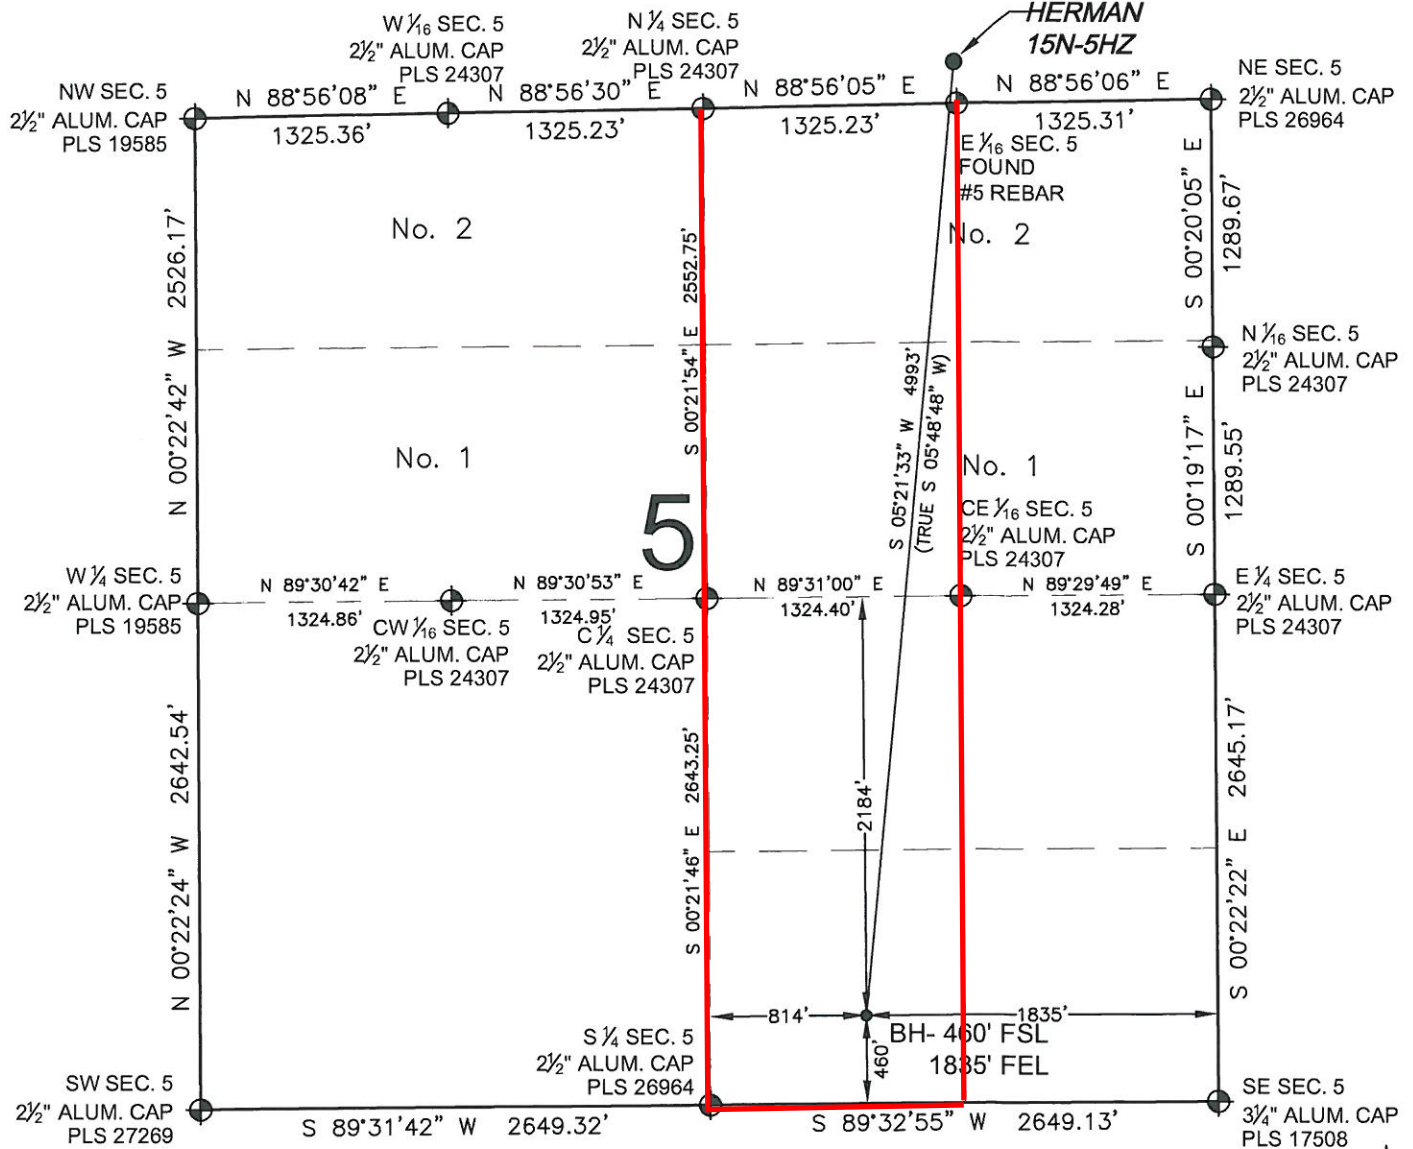 HERMAN
15N-5HZ
W 1/16 SEC. 5
2½" ALUM. CAP
PLS 24307
N ¼ SEC. 5
2½" ALUM. CAP
PLS 24307
NW SEC. 5
2½" ALUM. CAP
PLS 19585
NE SEC. 5
2½" ALUM. CAP
PLS 26964
N 88°56'08" E
1325.36'
N 88°56'30" E
1325.23'
N 88°56'05" E
1325.23'
N 88°56'06" E
1325.31'
E 1/16 SEC. 5
FOUND
#5 REBAR
No. 2
No. 2
N 00°22'42" W 2526.17'
S 00°21'54" E 2552.75'
S 05°21'33" W 4993'
(TRUE S 05°48'48" W)
S 00°20'05" E
1289.67'
N 1/16 SEC. 5
2½" ALUM. CAP
PLS 24307
No. 1
No. 1
S 00°19'17" E
1289.55'
5
CE 1/16 SEC. 5
2½" ALUM. CAP
PLS 24307
W ¼ SEC. 5
2½" ALUM. CAP
PLS 19585
N 89°30'42" E
1324.86'
N 89°30'53" E
1324.95'
N 89°31'00" E
1324.40'
N 89°29'49" E
1324.28'
E ¼ SEC. 5
2½" ALUM. CAP
PLS 24307
CW 1/16 SEC. 5
2½" ALUM. CAP
PLS 24307
C ¼ SEC. 5
2½" ALUM. CAP
PLS 24307
N 00°22'24" W 2642.54'
S 00°21'46" E 2643.25'
2184'
S 00°22'22" E 2645.17'
814'
1835'
460'
BH- 460' FSL
1835' FEL
S ¼ SEC. 5
2½" ALUM. CAP
PLS 26964
SW SEC. 5
2½" ALUM. CAP
PLS 27269
SE SEC. 5
3¼" ALUM. CAP
PLS 17508
S 89°31'42" W 2649.32'
S 89°32'55" W 2649.13'